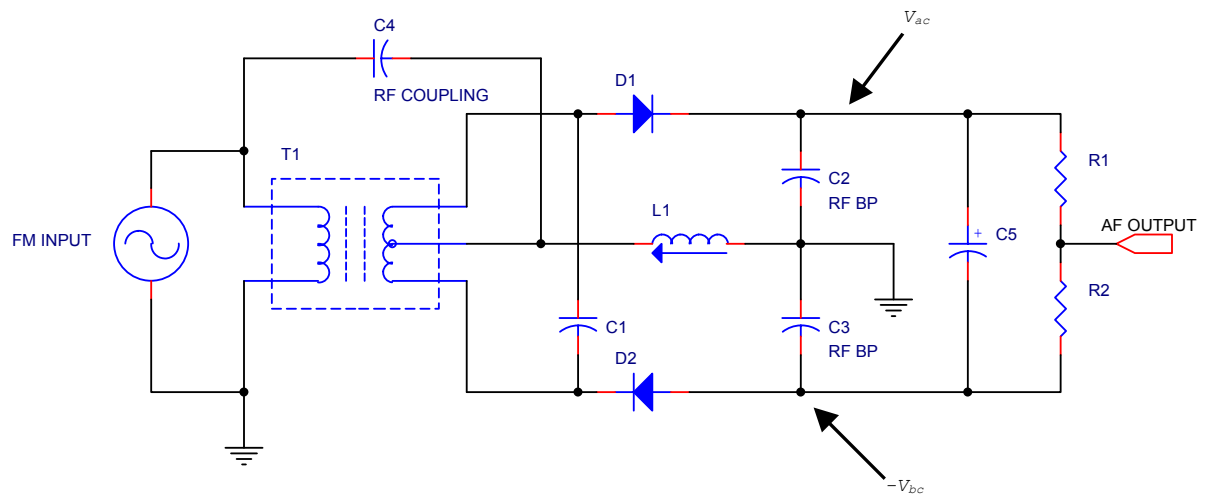 C4
V_ac
RF COUPLING
D1
T1
R1
C2
RF BP
L1
FM INPUT
+
C5
AF OUTPUT
R2
C1
C3
RF BP
D2
-V_bc